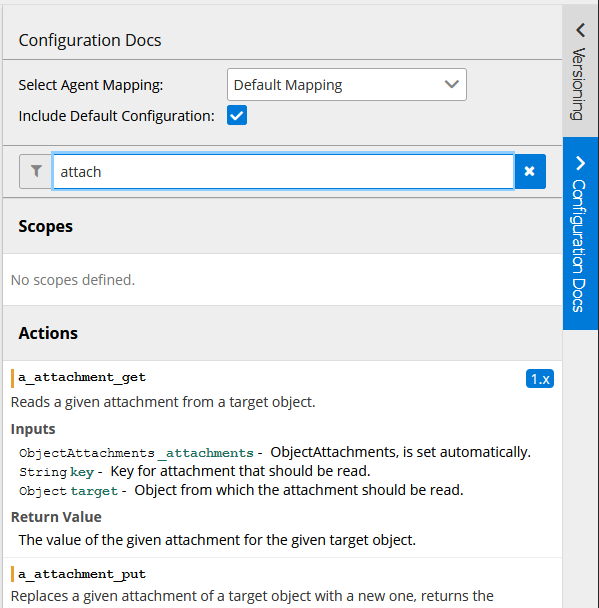 Configuration Docs
Select Agent Mapping:
Default Mapping
Include Default Configuration:
attach
Scopes
No scopes defined.
Actions
a_attachment_get
1.x
Reads a given attachment from a target object.
Inputs
ObjectAttachments _attachments - ObjectAttachments, is set automatically.
String key - Key for attachment that should be read.
Object target - Object from which the attachment should be read.
Return Value
The value of the given attachment for the given target object.
a_attachment_put
Replaces a given attachment of a target object with a new one, returns the
Versioning
Configuration Docs